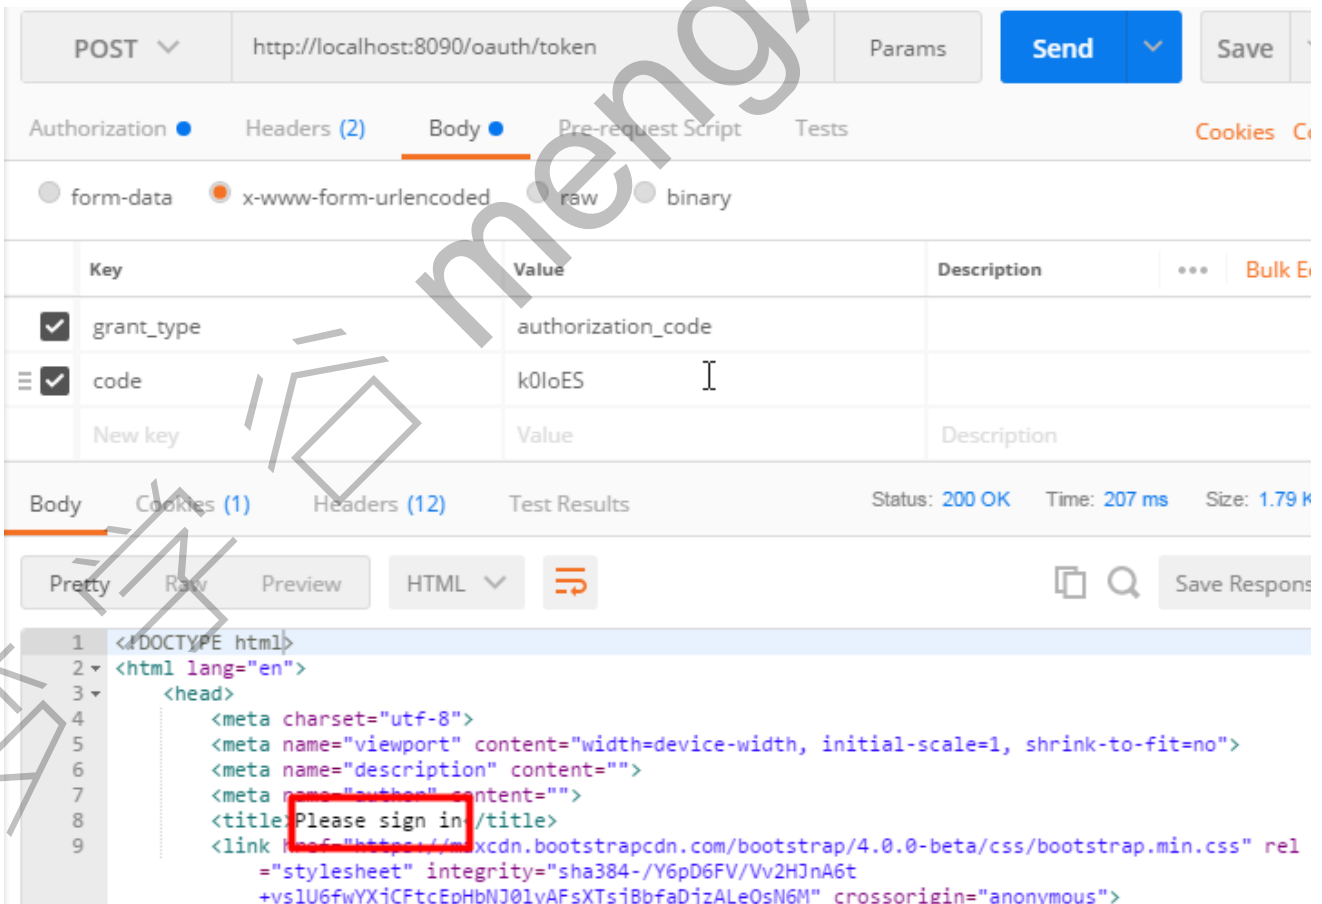 POST http://localhost:8090/oauth/token Params Send Save
Authorization Headers (2) Body Pre-request Script Tests Cookies
form-data x-www-form-urlencoded raw binary
Key Value Description ••• Bulk
grant_type authorization_code
code k0IoES
New key Value Description
Body Cookies (1) Headers (12) Test Results Status: 200 OK Time: 207 ms Size: 1.79
Pretty Raw Preview HTML Save Respons
1 <!DOCTYPE html>
2 <html lang="en">
3 <head>
4 <meta charset="utf-8">
5 <meta name="viewport" content="width=device-width, initial-scale=1, shrink-to-fit=no">
6 <meta name="description" content="">
7 <meta name="author" content="">
8 <title>Please sign in</title>
9 <link href="https://maxcdn.bootstrapcdn.com/bootstrap/4.0.0-beta/css/bootstrap.min.css" rel
="stylesheet" integrity="sha384-/Y6pD6FV/Vv2HJnA6t
+vslU6fwYXjCFtcEpHbNJ0lyAFsXTsjBbfaDjzALeQsN6M" crossorigin="anonymous">